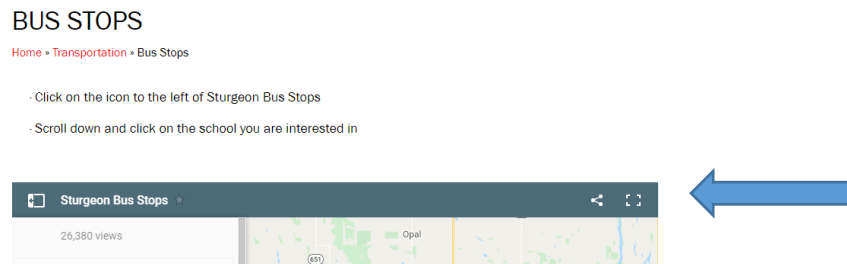 BUS STOPS
Home » Transportation » Bus Stops
· Click on the icon to the left of Sturgeon Bus Stops
· Scroll down and click on the school you are interested in
Sturgeon Bus Stops
26,380 views
Opal
651